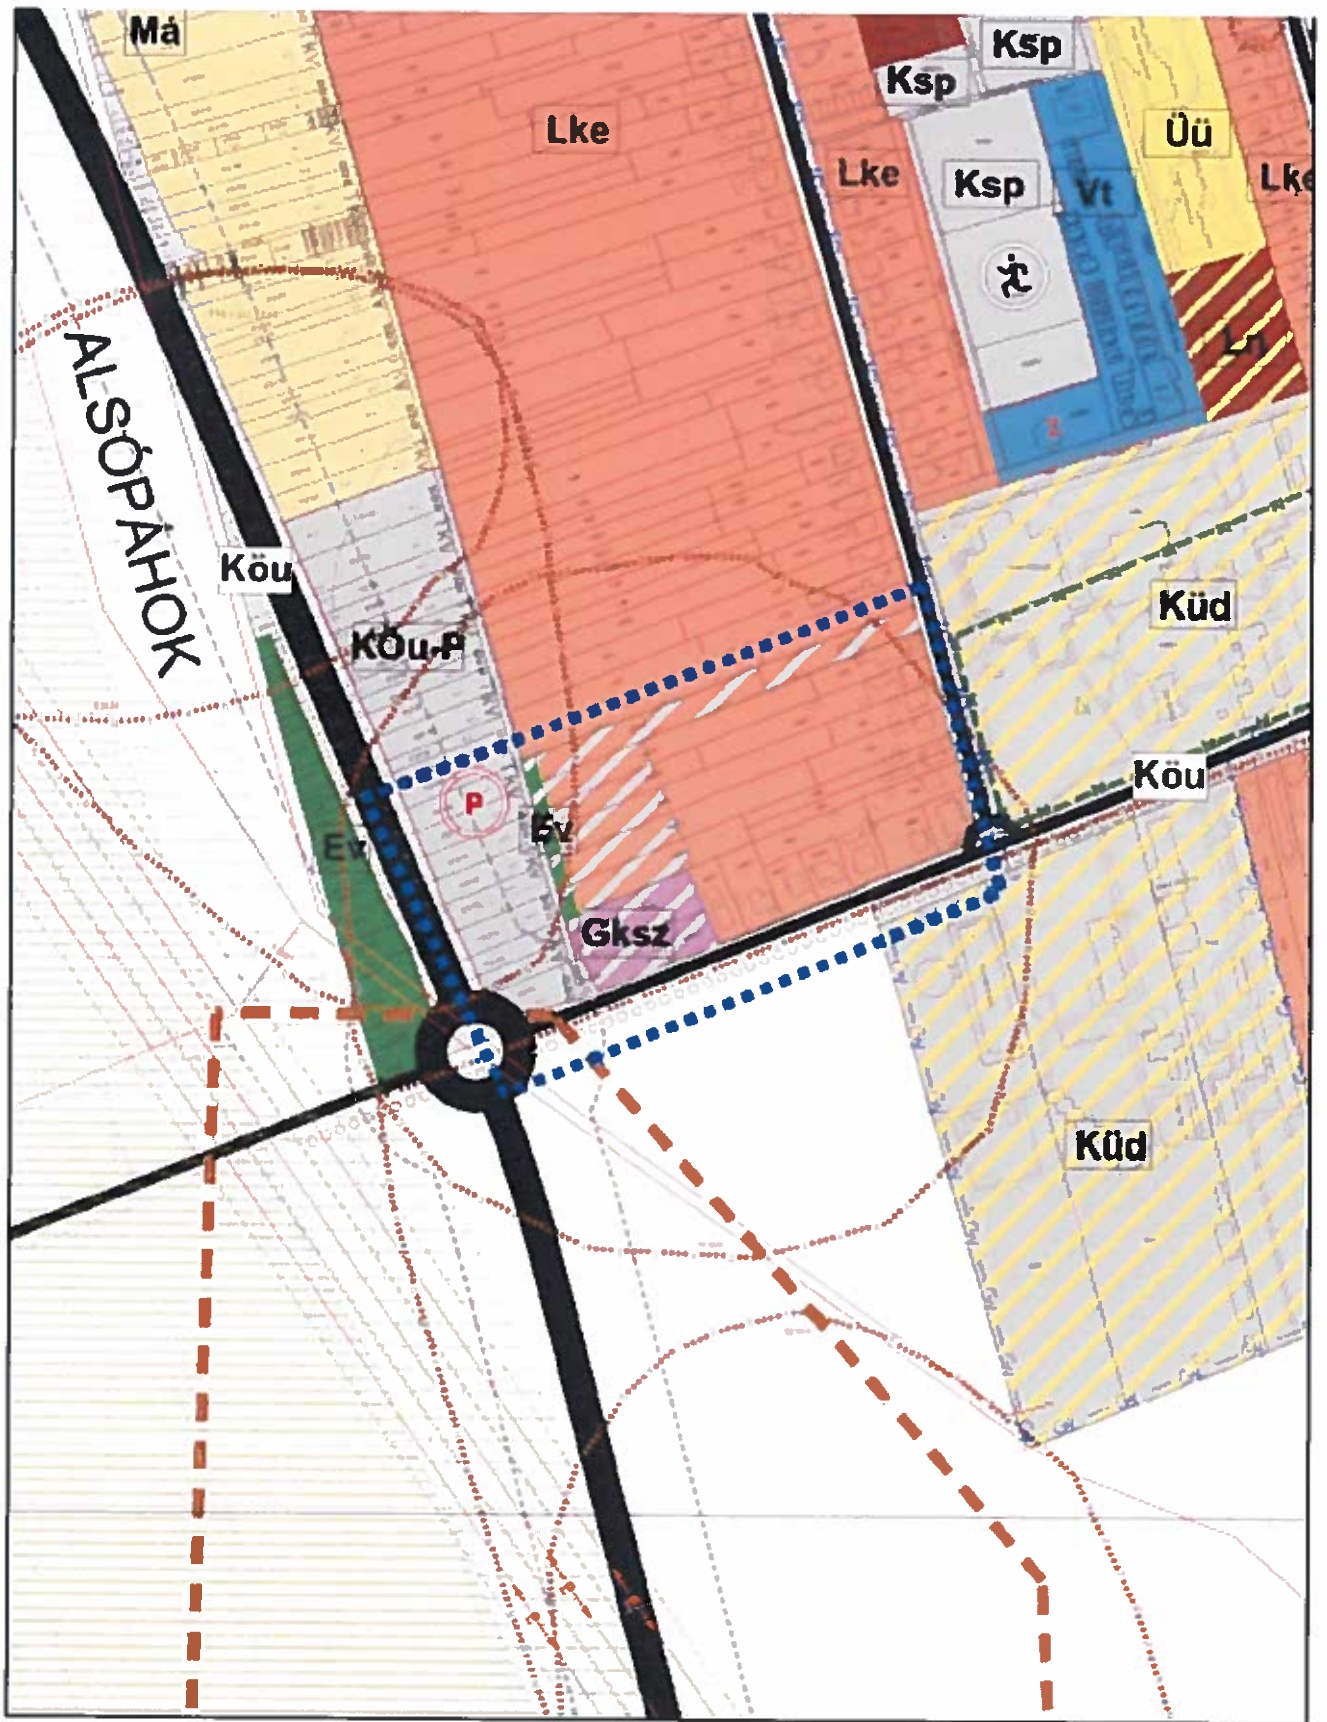 Má
Ksp
Ksp
Lke
Üü
Lke
Ksp
Vt
Lke
Ln
Z
ALSÓPÁHOK
Köu
Küd
KÖu-P
Köu
P
Ev
Ev
Gksz
Küd